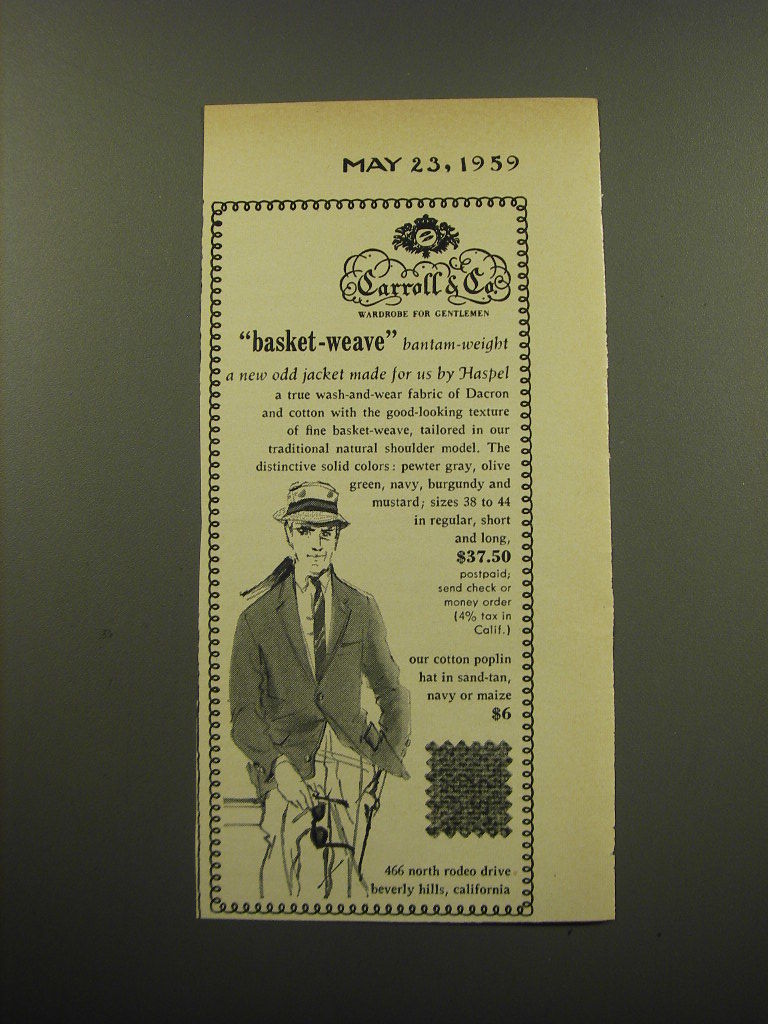 MAY 23, 1959
Carroll & Co.
WARDROBE FOR GENTLEMEN
"basket-weave" bantam-weight
a new odd jacket made for us by Haspel
a true wash-and-wear fabric of Dacron
and cotton with the good-looking texture
of fine basket-weave, tailored in our
traditional natural shoulder model. The
distinctive solid colors: pewter gray, olive
green, navy, burgundy and
mustard; sizes 38 to 44
in regular, short
and long,
$37.50
postpaid;
send check or
money order
(4% tax in
Calif.)
our cotton poplin
hat in sand-tan,
navy or maize
$6
466 north rodeo drive
beverly hills, california